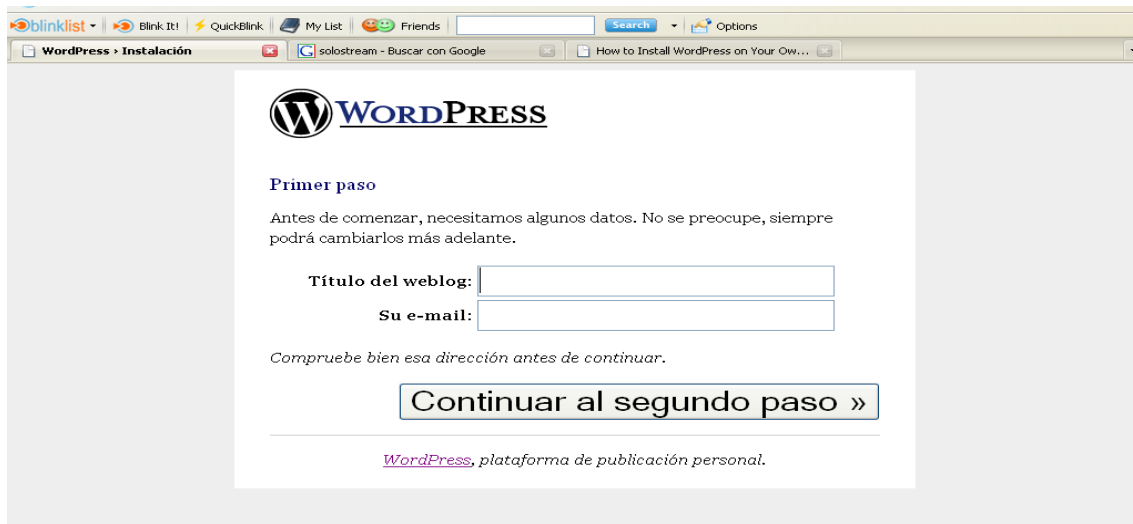 blinklist Blink It! QuickBlink My List Friends Search Options
WordPress › Instalación solostream - Buscar con Google How to Install WordPress on Your Ow...
WORDPRESS
Primer paso
Antes de comenzar, necesitamos algunos datos. No se preocupe, siempre
podrá cambiarlos más adelante.
Título del weblog:
Su e-mail:
Compruebe bien esa dirección antes de continuar.
Continuar al segundo paso »
WordPress, plataforma de publicación personal.